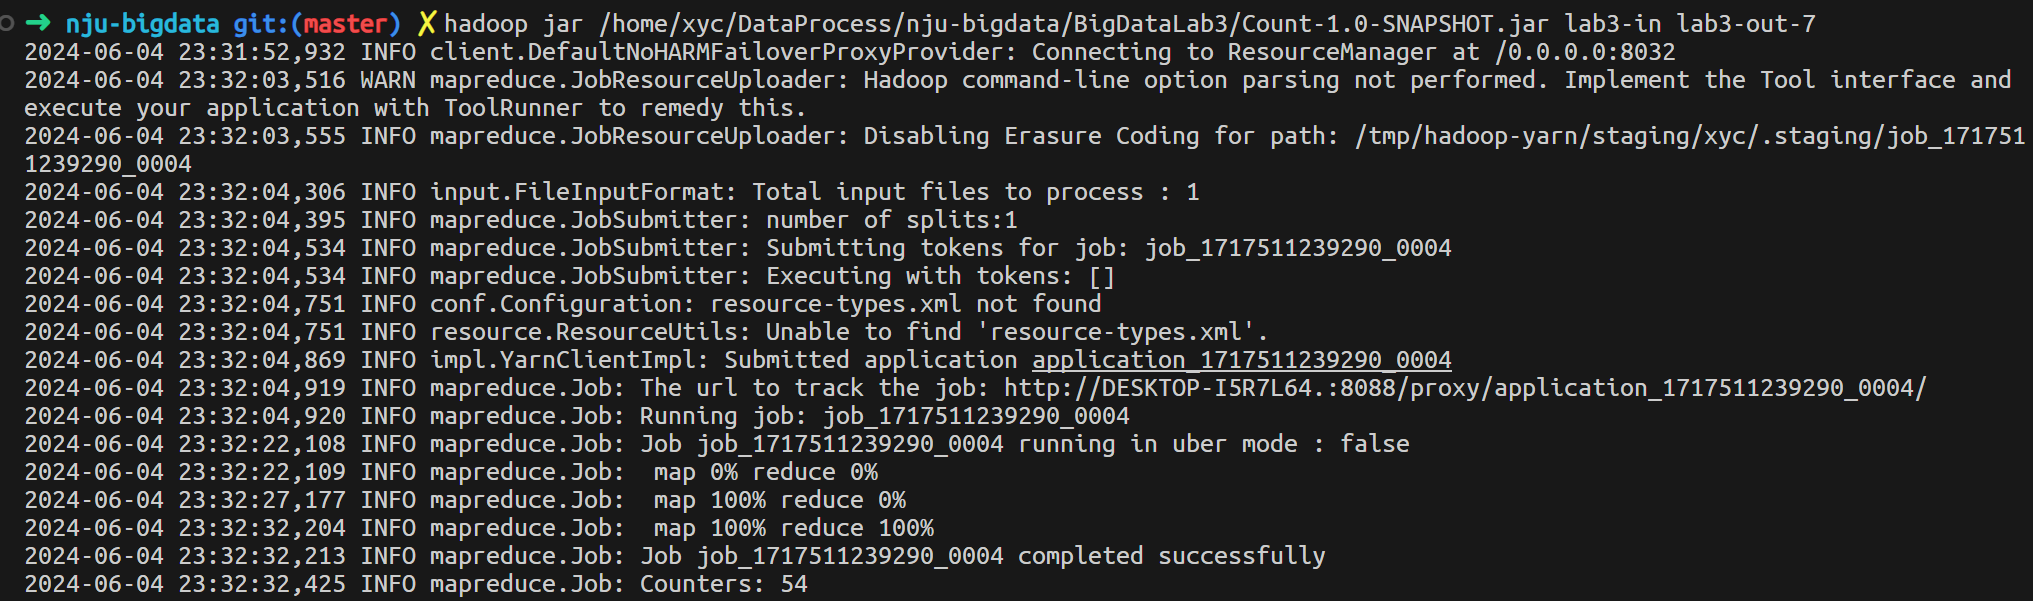 → nju-bigdata git:(master) ✗ hadoop jar /home/xyc/DataProcess/nju-bigdata/BigDataLab3/Count-1.0-SNAPSHOT.jar lab3-in lab3-out-7
2024-06-04 23:31:52,932 INFO client.DefaultNoHARMFailoverProxyProvider: Connecting to ResourceManager at /0.0.0.0:8032
2024-06-04 23:32:03,516 WARN mapreduce.JobResourceUploader: Hadoop command-line option parsing not performed. Implement the Tool interface and
execute your application with ToolRunner to remedy this.
2024-06-04 23:32:03,555 INFO mapreduce.JobResourceUploader: Disabling Erasure Coding for path: /tmp/hadoop-yarn/staging/xyc/.staging/job_171751
1239290_0004
2024-06-04 23:32:04,306 INFO input.FileInputFormat: Total input files to process : 1
2024-06-04 23:32:04,395 INFO mapreduce.JobSubmitter: number of splits:1
2024-06-04 23:32:04,534 INFO mapreduce.JobSubmitter: Submitting tokens for job: job_1717511239290_0004
2024-06-04 23:32:04,534 INFO mapreduce.JobSubmitter: Executing with tokens: []
2024-06-04 23:32:04,751 INFO conf.Configuration: resource-types.xml not found
2024-06-04 23:32:04,751 INFO resource.ResourceUtils: Unable to find 'resource-types.xml'.
2024-06-04 23:32:04,869 INFO impl.YarnClientImpl: Submitted application application_1717511239290_0004
2024-06-04 23:32:04,919 INFO mapreduce.Job: The url to track the job: http://DESKTOP-I5R7L64.:8088/proxy/application_1717511239290_0004/
2024-06-04 23:32:04,920 INFO mapreduce.Job: Running job: job_1717511239290_0004
2024-06-04 23:32:22,108 INFO mapreduce.Job: Job job_1717511239290_0004 running in uber mode : false
2024-06-04 23:32:22,109 INFO mapreduce.Job:  map 0% reduce 0%
2024-06-04 23:32:27,177 INFO mapreduce.Job:  map 100% reduce 0%
2024-06-04 23:32:32,204 INFO mapreduce.Job:  map 100% reduce 100%
2024-06-04 23:32:32,213 INFO mapreduce.Job: Job job_1717511239290_0004 completed successfully
2024-06-04 23:32:32,425 INFO mapreduce.Job: Counters: 54